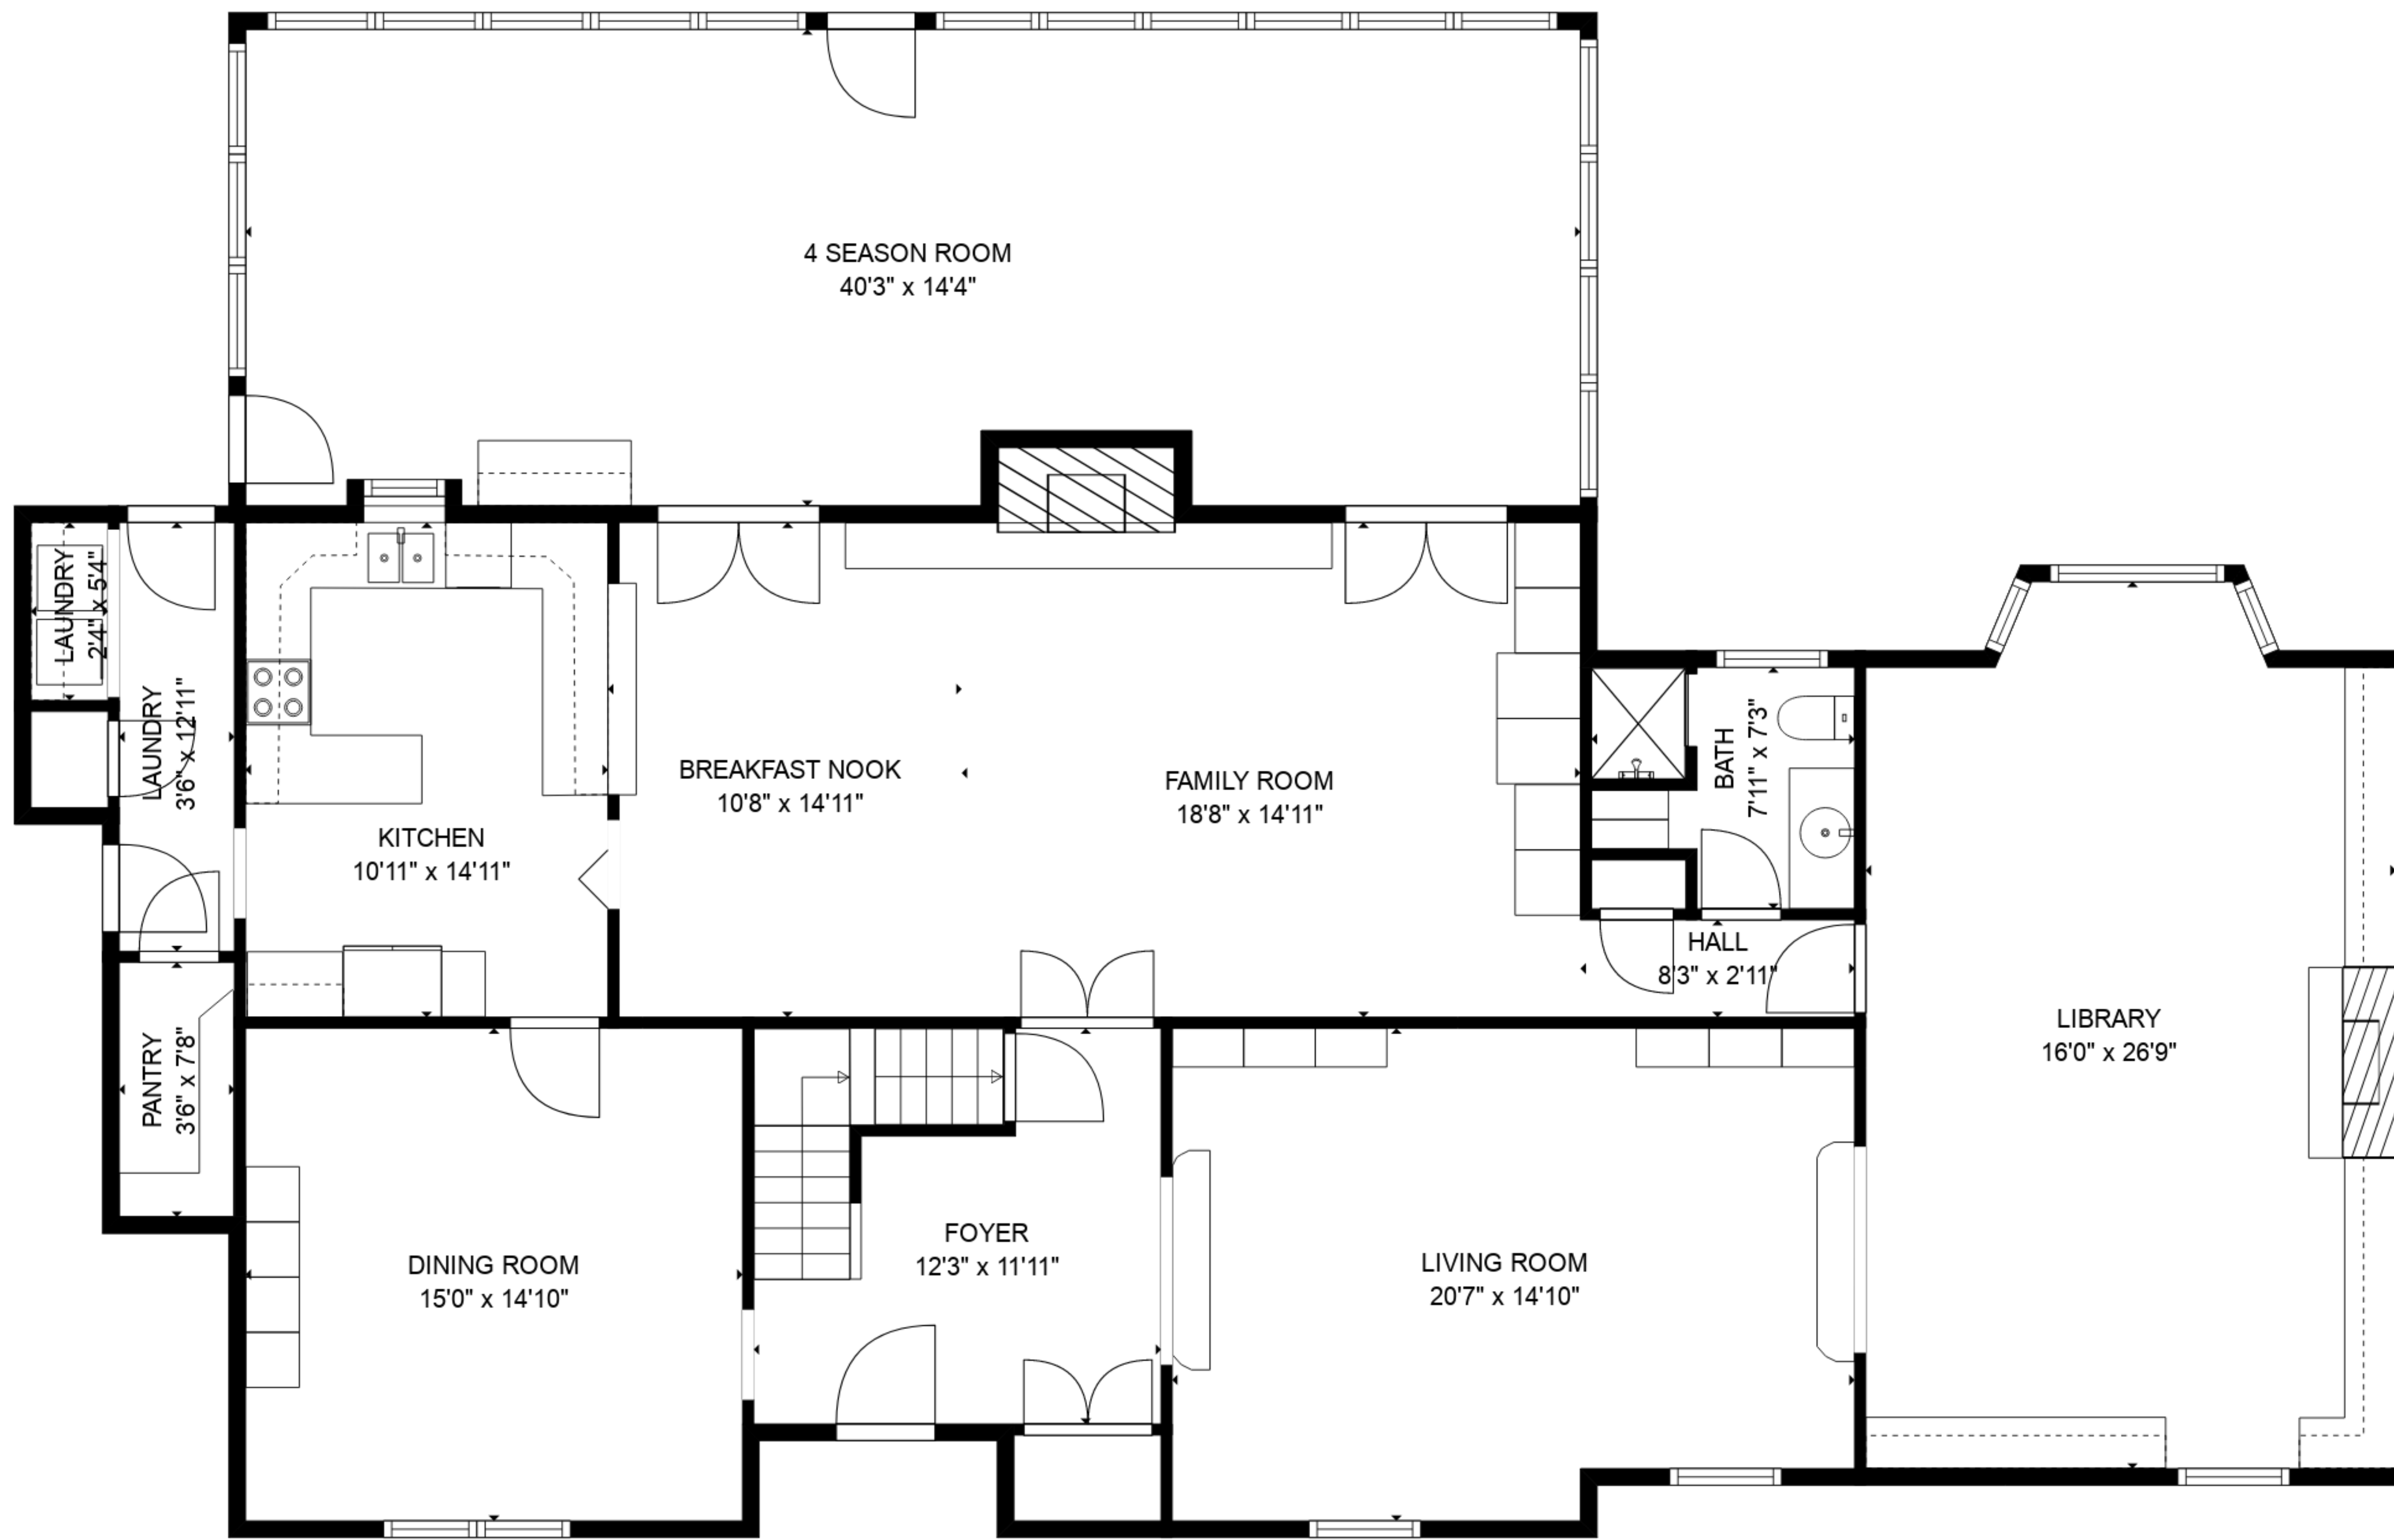 4 SEASON ROOM
40'3" x 14'4"
LAUNDRY
2'4" x 5'4"
LAUNDRY
3'6" x 12'11"
KITCHEN
10'11" x 14'11"
BREAKFAST NOOK
10'8" x 14'11"
FAMILY ROOM
18'8" x 14'11"
BATH
7'11" x 7'3"
HALL
8'3" x 2'11"
LIBRARY
16'0" x 26'9"
PANTRY
3'6" x 7'8"
DINING ROOM
15'0" x 14'10"
FOYER
12'3" x 11'11"
LIVING ROOM
20'7" x 14'10"